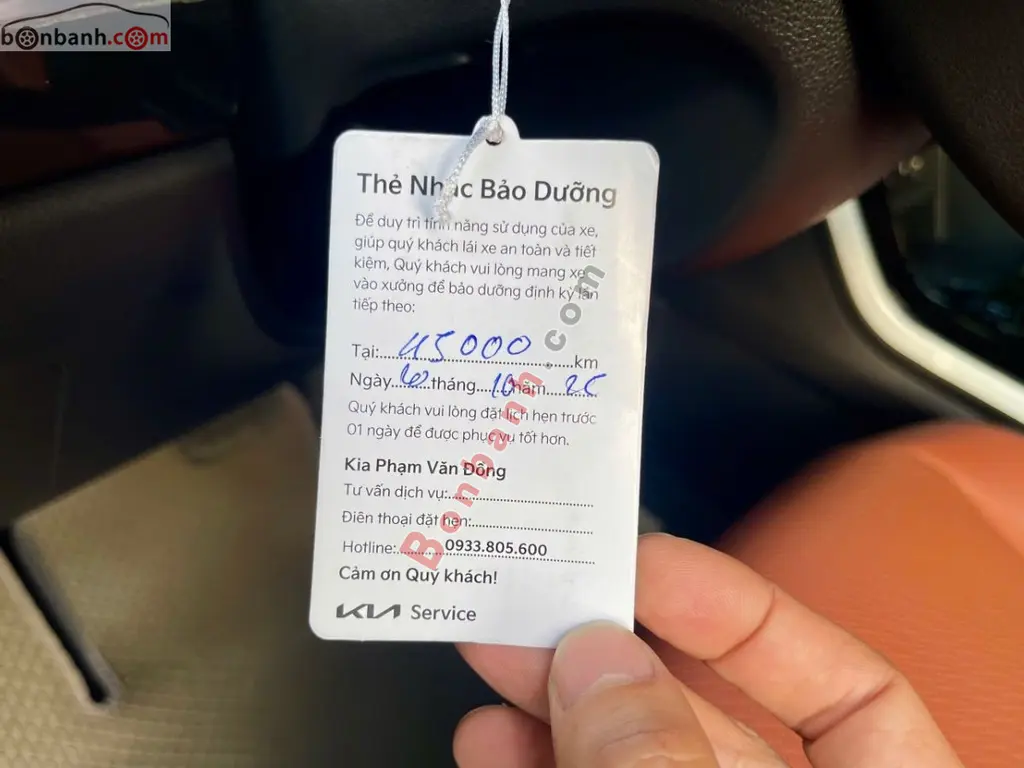 bonbanh.com
Thẻ Nhắc Bảo Dưỡng
Để duy trì tính năng sử dụng của xe,
giúp quý khách lái xe an toàn và tiết
kiệm, Quý khách vui lòng mang xe
vào xưởng để bảo dưỡng định kỳ lần
tiếp theo:
Tại: 45000 km
Ngày 6 tháng 10 năm 25
Quý khách vui lòng đặt lịch hẹn trước
01 ngày để được phục vụ tốt hơn.
Kia Phạm Văn Đồng
Tư vấn dịch vụ:
Điện thoại đặt hẹn:
Hotline: 0933.805.600
Cảm ơn Quý khách!
KIA Service
Bonbanh.com